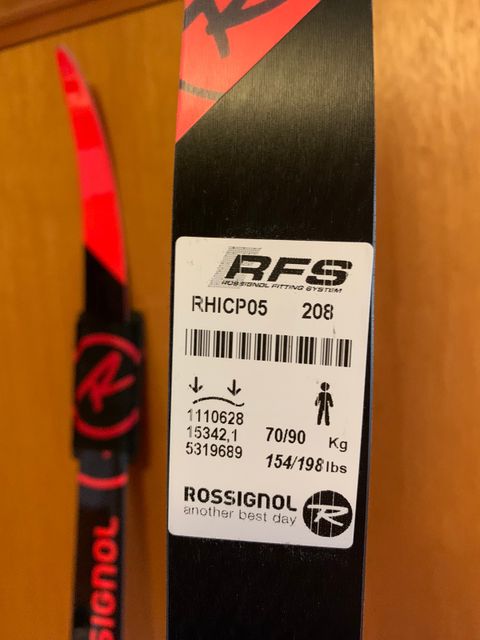 RFS
ROSSIGNOL FITTING SYSTEM
RHICP05 208
1110628
15342,1
5319689
70/90 Kg
154/198 lbs
ROSSIGNOL
another best day
R
R
SIGNOL